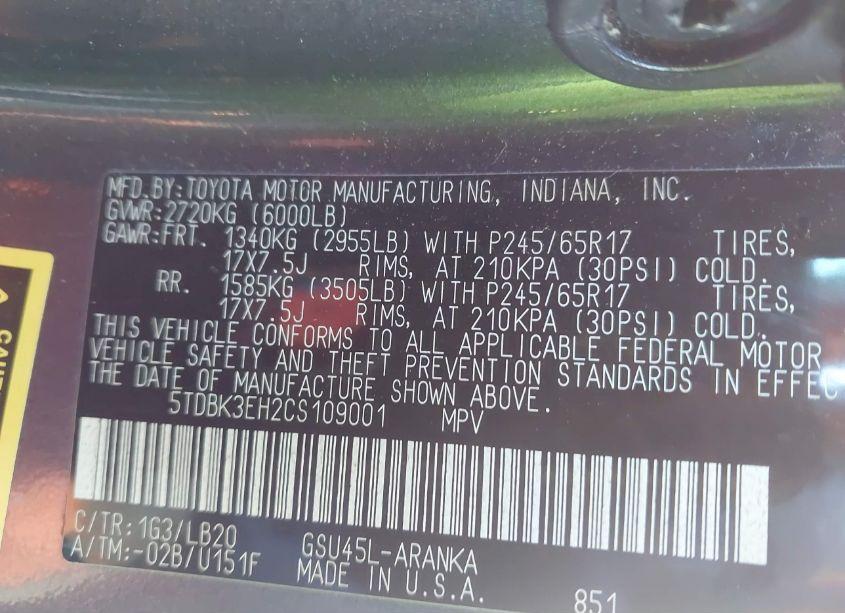 MFD.BY:TOYOTA MOTOR MANUFACTURING, INDIANA, INC.
GVWR:2720KG (6000LB)
GAWR:FRT. 1340KG (2955LB) WITH P245/65R17 TIRES,
17X7.5J RIMS, AT 210KPA (30PSI) COLD.
RR. 1585KG (3505LB) WITH P245/65R17 TIRES,
17X7.5J RIMS, AT 210KPA (30PSI) COLD.
THIS VEHICLE CONFORMS TO ALL APPLICABLE FEDERAL MOTOR
VEHICLE SAFETY AND THEFT PREVENTION STANDARDS IN EFFEC
THE DATE OF MANUFACTURE SHOWN ABOVE.
5TDBK3EH2CS109001 MPV
C/TR:1G3/LB20 GSU45L-ARANKA
A/TM:-02B/U151F MADE IN U.S.A.
851